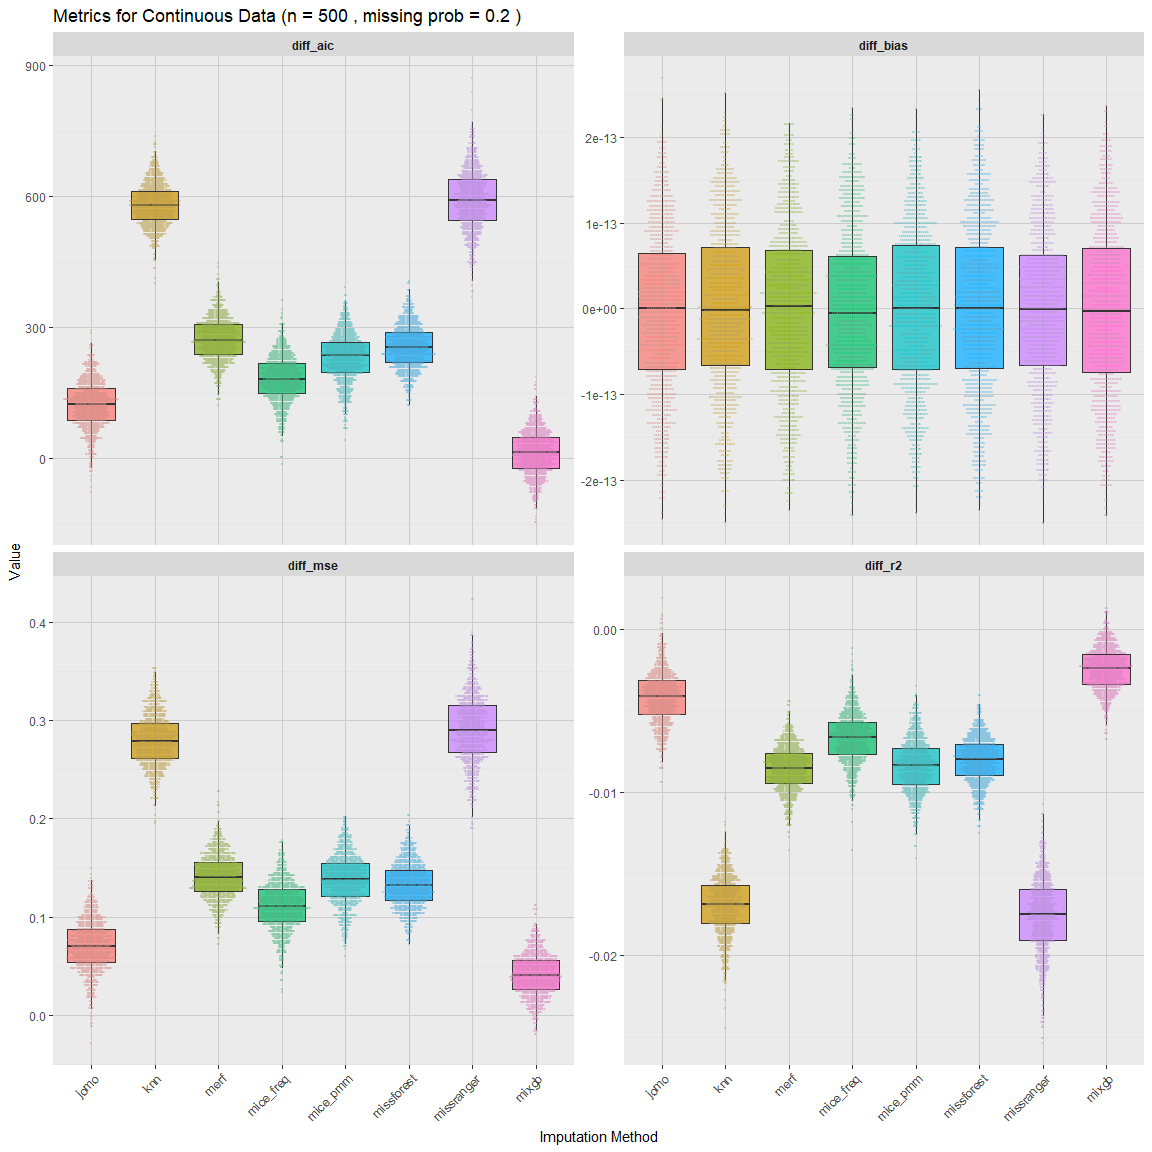 Metrics for Continuous Data (n = 500 , missing prob = 0.2 )
diff_aic
diff_bias
900
600
300
0
2e-13
1e-13
0e+00
-1e-13
-2e-13
Value
diff_mse
diff_r2
0.4
0.3
0.2
0.1
0.0
0.00
-0.01
-0.02
jomo
knn
merf
mice_freq
mice_pmm
missforest
missranger
mixgb
jomo
knn
merf
mice_freq
mice_pmm
missforest
missranger
mixgb
Imputation Method